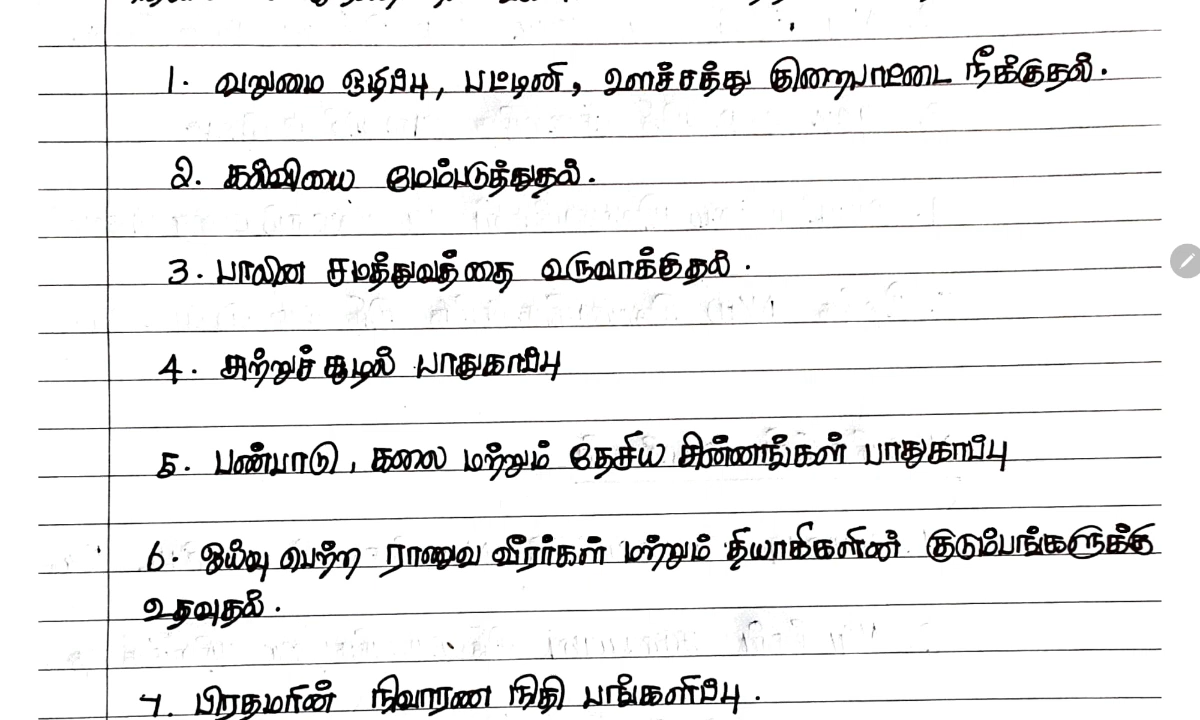 1. வறுமை ஒழிப்பு, பட்டினி, ஊளச்சத்து குறைபாட்டை நீக்குதல்.
2. கல்வியை மேம்படுத்துதல்.
3. பாலின சமத்துவத்தை உருவாக்குதல்.
4. சுற்றுச்சூழல் பாதுகாப்பு
5. பண்பாடு, கலை மற்றும் தேசிய சின்னங்கள் பாதுகாப்பு
6. ஓய்வு பெற்ற ராணுவ வீரர்கள் மற்றும் தியாகிகளின் குடும்பங்களுக்கு
உதவுதல்.
7. பிரதமரின் நிவாரண நிதி பங்களிப்பு.